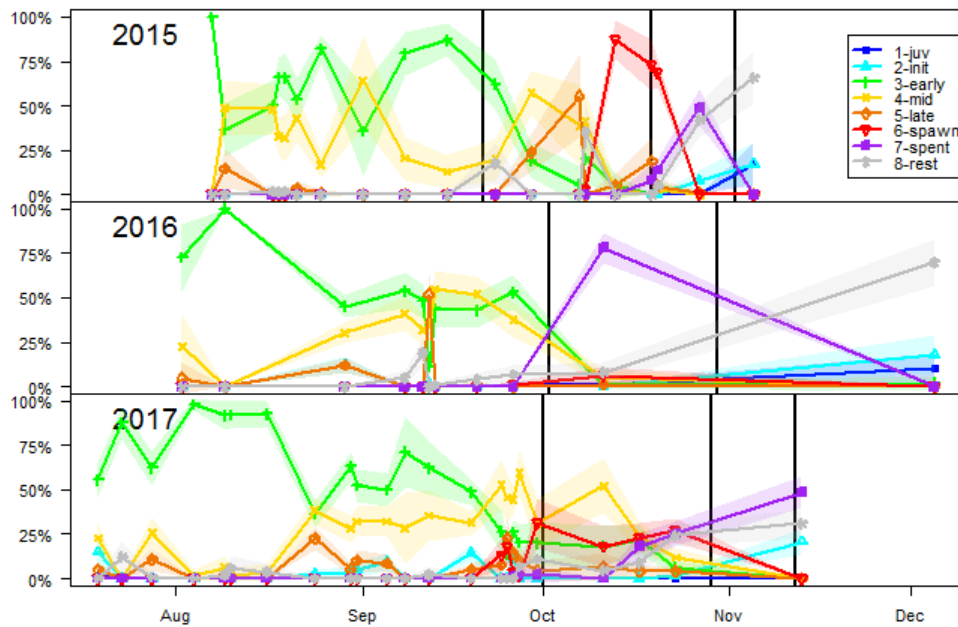 100%
75%
50%
25%
0%
2015
1-juv
2-init
3-early
4-mid
5-late
6-spawn
7-spent
8-rest
100%
75%
50%
25%
0%
2016
100%
75%
50%
25%
0%
2017
Aug Sep Oct Nov Dec